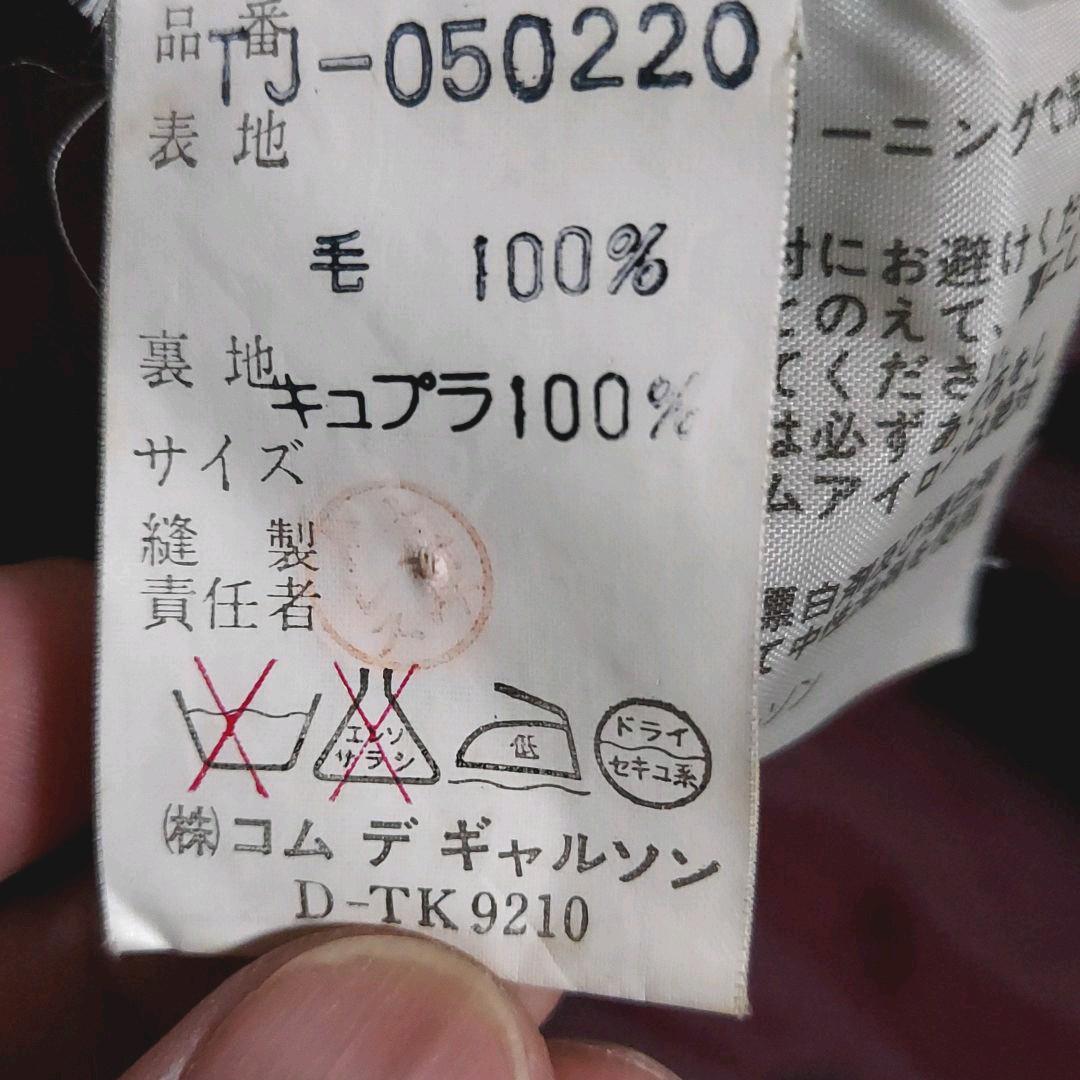 品番
TJ-050220
表地
毛 100%
裏地
キュプラ100%
サイズ
縫製
責任者
エンソ
サラシ
低
ドライ
セキユ系
㈱コム デ ギャルソン
D-TK9210
ーニングで
にお避けくだ
のえて、
くださ
は必ずあ
ムアイロン